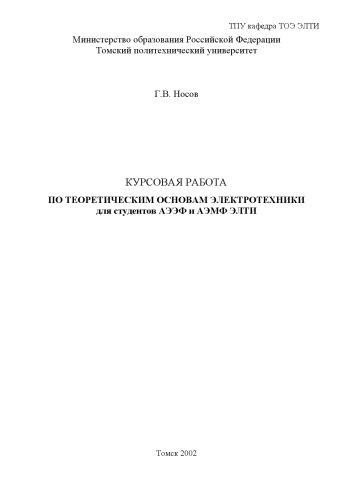 ТПУ кафедра ТОЭ ЭЛТИ
Министерство образования Российской Федерации
Томский политехнический университет
Г.В. Носов
КУРСОВАЯ РАБОТА
ПО ТЕОРЕТИЧЕСКИМ ОСНОВАМ ЭЛЕКТРОТЕХНИКИ
для студентов АЭЭФ и АЭМФ ЭЛТИ
Томск 2002